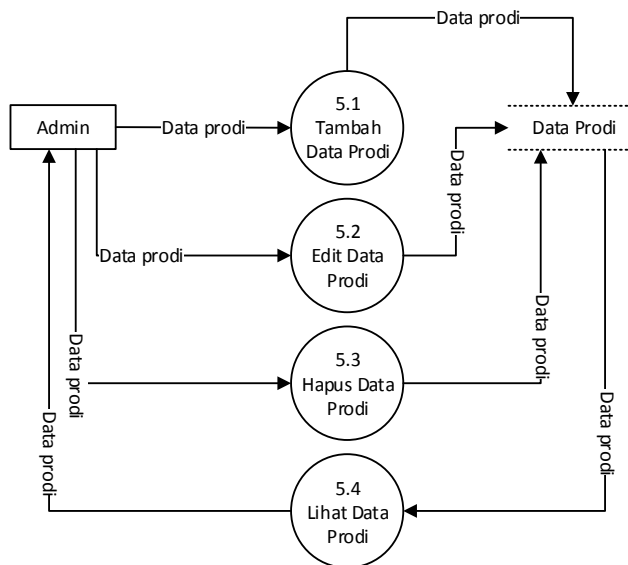 Data prodi
Admin
Data prodi
5.1
Tambah
Data Prodi
Data Prodi
Data prodi
Data prodi
5.2
Edit Data
Prodi
Data prodi
5.3
Hapus Data
Prodi
Data prodi
Data prodi
Data prodi
5.4
Lihat Data
Prodi